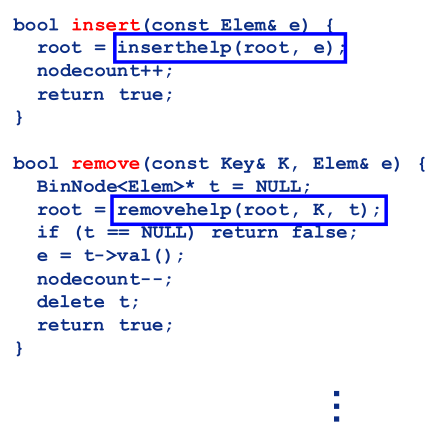 bool insert(const Elem& e) {
root = inserthelp(root, e);
nodecount++;
return true;
}
bool remove(const Key& K, Elem& e) {
BinNode<Elem>* t = NULL;
root = removehelp(root, K, t);
if (t == NULL) return false;
e = t->val();
nodecount--;
delete t;
return true;
}
⋮